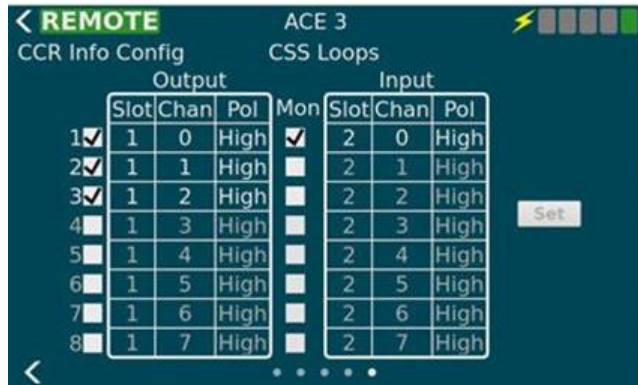 < REMOTE ACE 3
CCR Info Config CSS Loops
Output Input
Slot Chan Pol Mon Slot Chan Pol
1 1 0 High 2 0 High
2 1 1 High 2 1 High
3 1 2 High 2 2 High
4 1 3 High 2 3 High
Set
5 1 4 High 2 4 High
6 1 5 High 2 5 High
7 1 6 High 2 6 High
8 1 7 High 2 7 High
<